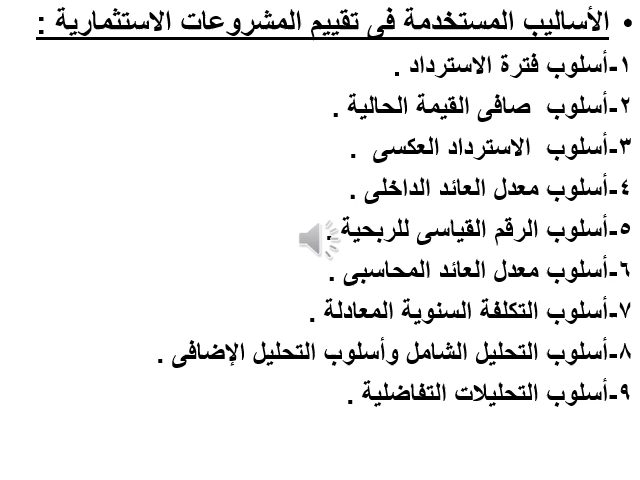 • الأساليب المستخدمة فى تقييم المشروعات الاستثمارية :
١-أسلوب فترة الاسترداد .
٢-أسلوب صافى القيمة الحالية .
٣-أسلوب الاسترداد العكسى .
٤-أسلوب معدل العائد الداخلى .
٥-أسلوب الرقم القياسى للربحية .
٦-أسلوب معدل العائد المحاسبى .
٧-أسلوب التكلفة السنوية المعادلة .
٨-أسلوب التحليل الشامل وأسلوب التحليل الإضافى .
٩-أسلوب التحليلات التفاضلية .